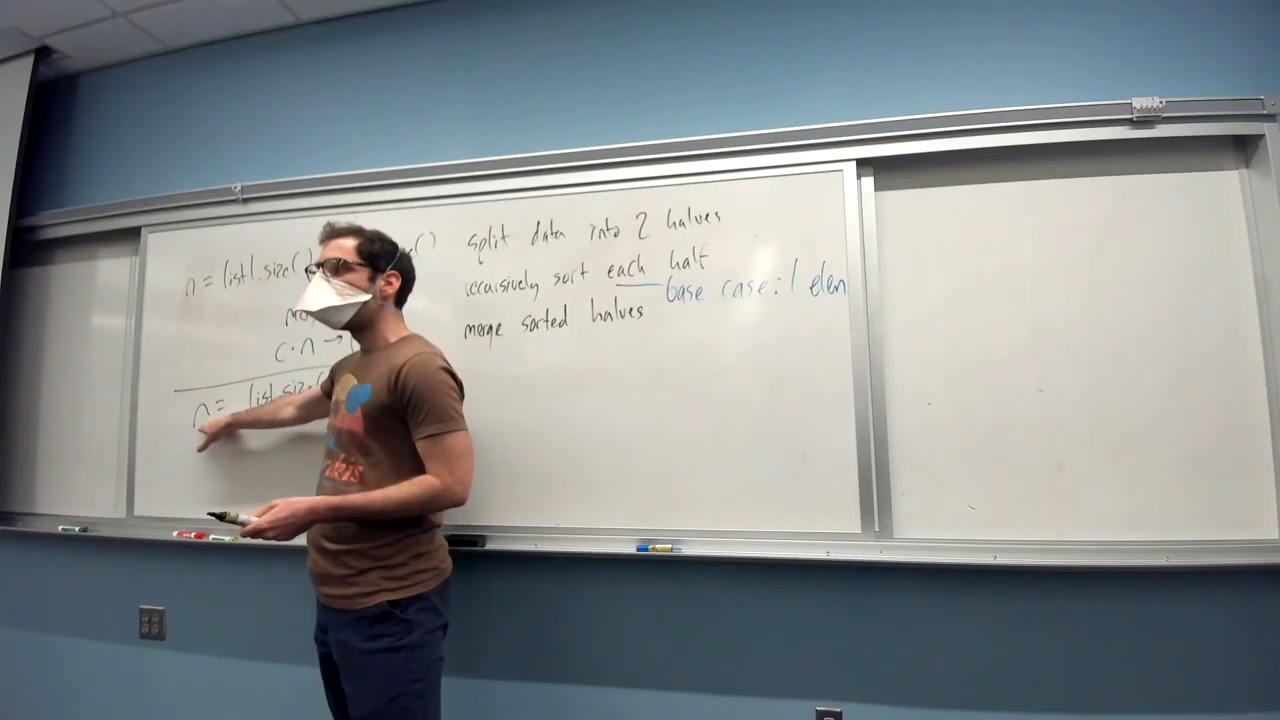 n = list1.size()
c·n →
n = list.size
split data into 2 halves
recursively sort each half
base case: 1 elem
merge sorted halves